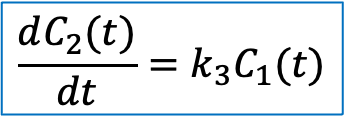 dC₂(t)/dt = k₃C₁(t)